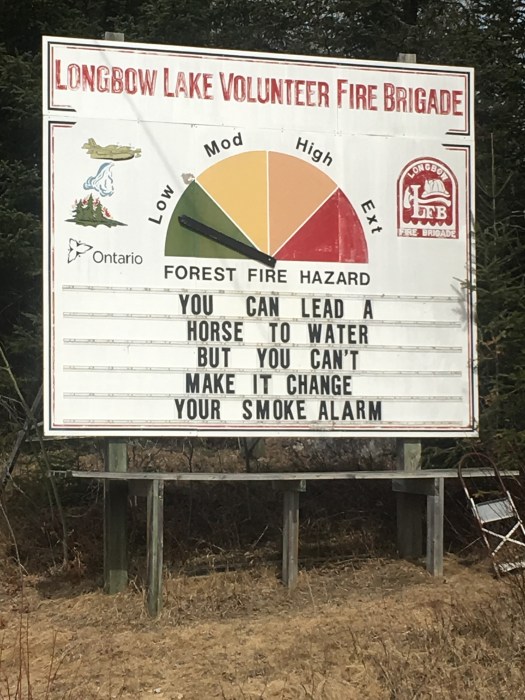 LONGBOW LAKE VOLUNTEER FIRE BRIGADE
Low Mod High Ext
LONGBOW
LFB
FIRE BRIGADE
Ontario
FOREST FIRE HAZARD
YOU CAN LEAD A
HORSE TO WATER
BUT YOU CAN'T
MAKE IT CHANGE
YOUR SMOKE ALARM